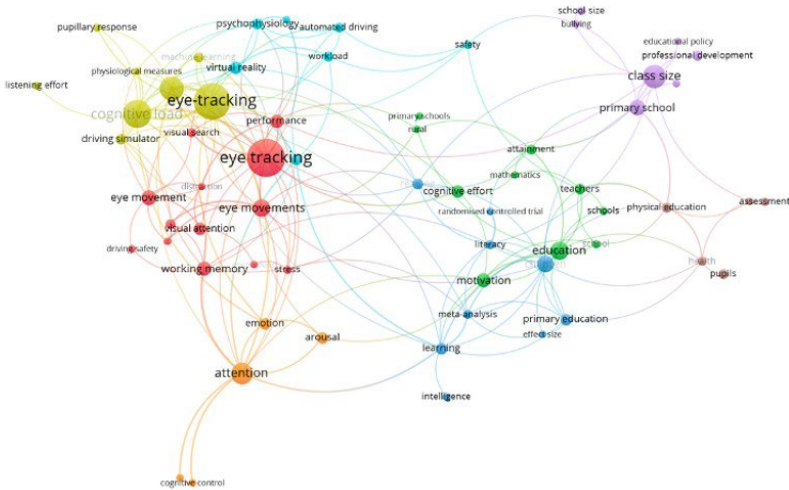 school size
bullying
pupillary response
psychophysiology
automated driving
safety
educational policy
professional development
machine learning
workload
physiological measures
virtual reality
class size
listening effort
eye-tracking
cognitive load
primary school
primary schools
performance
rural
driving simulator
visual search
attainment
eye tracking
mathematics
distraction
cognitive effort
teachers
eye movement
eye movements
randomised controlled trial
schools
physical education
assessment
visual attention
driving safety
literacy
education
school
health
working memory
stress
motivation
pupils
meta-analysis
primary education
emotion
arousal
effect size
learning
attention
intelligence
cognitive control